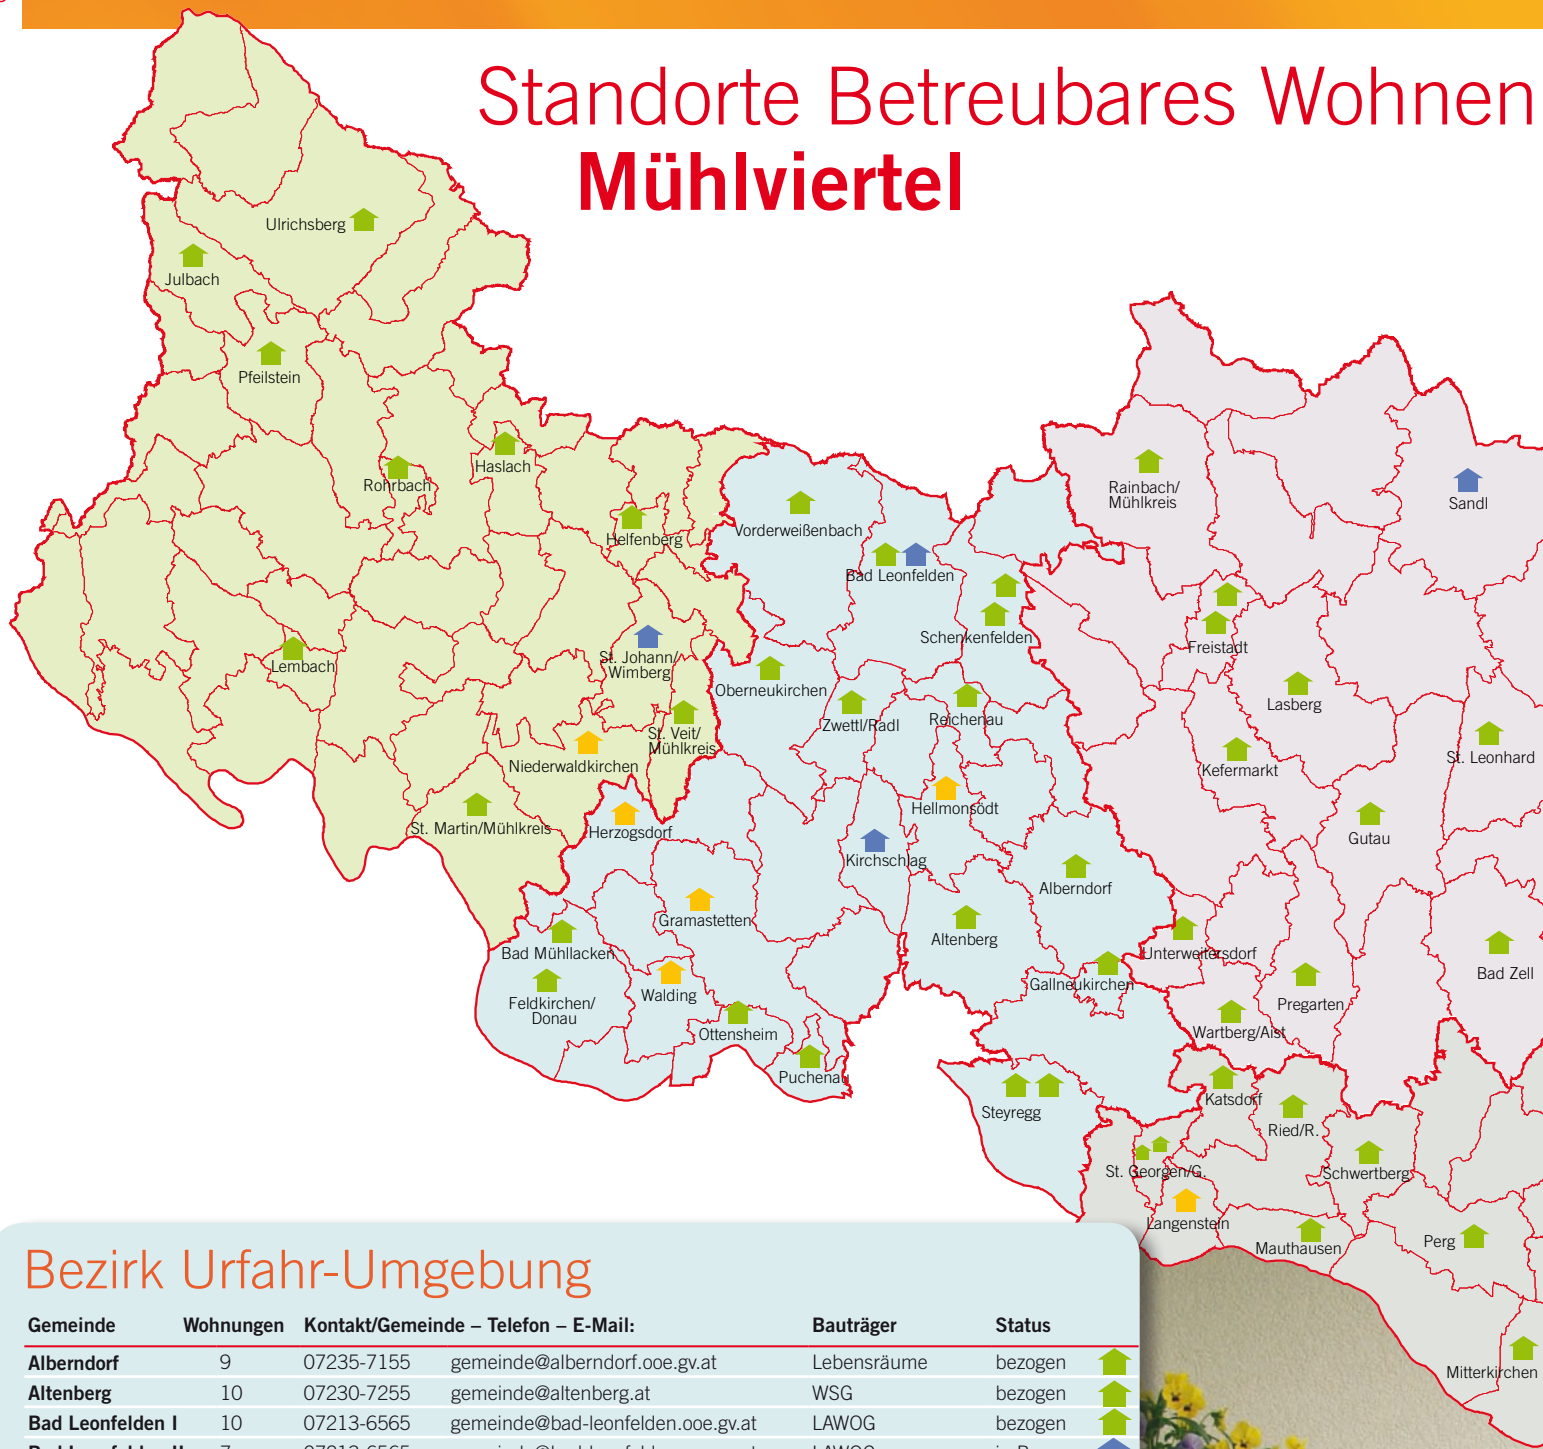 Standorte Betreubares Wohnen
Mühlviertel
Ulrichsberg
Julbach
Pfeilstein
Haslach
Rohrbach
Helfenberg
Vorderweißenbach
Bad Leonfelden
Rainbach/
Mühlkreis
Sandl
Schenkenfelden
Freistadt
Lembach
St. Johann/
Wimberg
Oberneukirchen
Zwettl/Radl
Reichenau
Lasberg
St. Veit/
Mühlkreis
Niederwaldkirchen
Kefermarkt
St. Leonhard
St. Martin/Mühlkreis
Herzogsdorf
Hellmonsödt
Gutau
Kirchschlag
Alberndorf
Gramastetten
Altenberg
Bad Mühllacken
Unterweitersdorf
Bad Zell
Feldkirchen/
Donau
Walding
Gallneukirchen
Pregarten
Ottensheim
Wartberg/Aist
Puchenau
Steyregg
Katsdorf
Ried/R.
St. Georgen/G.
Schwertberg
Langenstein
Mauthausen
Perg
Mitterkirchen
Bezirk Urfahr-Umgebung
Gemeinde Wohnungen Kontakt/Gemeinde – Telefon – E-Mail: Bauträger Status
Alberndorf 9 07235-7155 gemeinde@alberndorf.ooe.gv.at Lebensräume bezogen
Altenberg 10 07230-7255 gemeinde@altenberg.at WSG bezogen
Bad Leonfelden I 10 07213-6565 gemeinde@bad-leonfelden.ooe.gv.at LAWOG bezogen